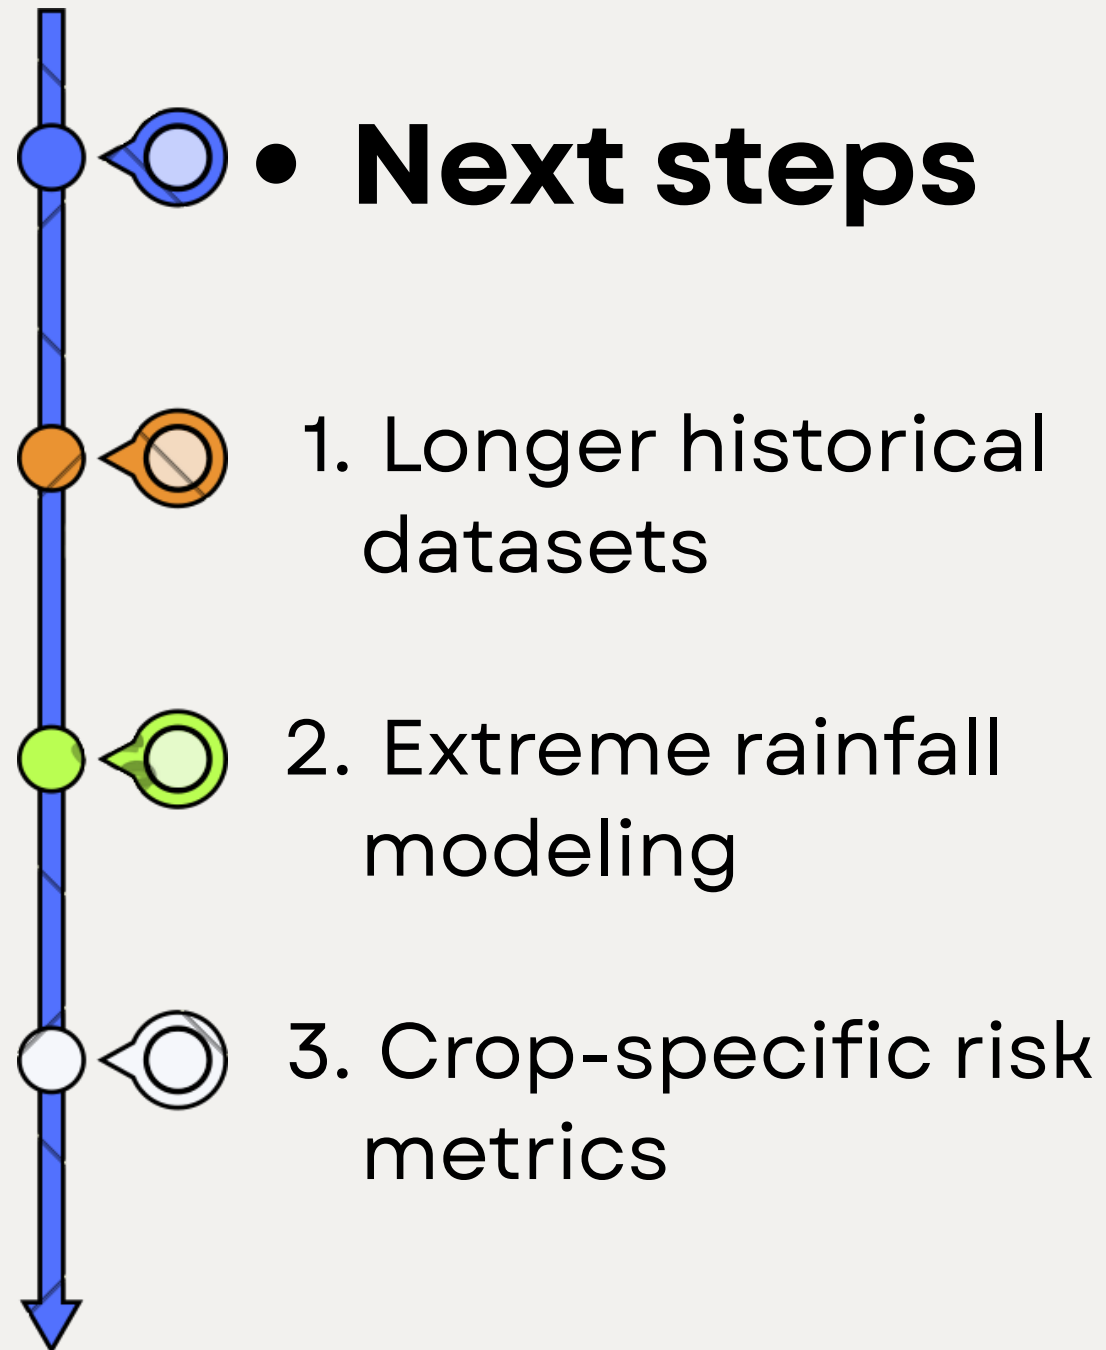 • Next steps
1. Longer historical
datasets
2. Extreme rainfall
modeling
3. Crop-specific risk
metrics